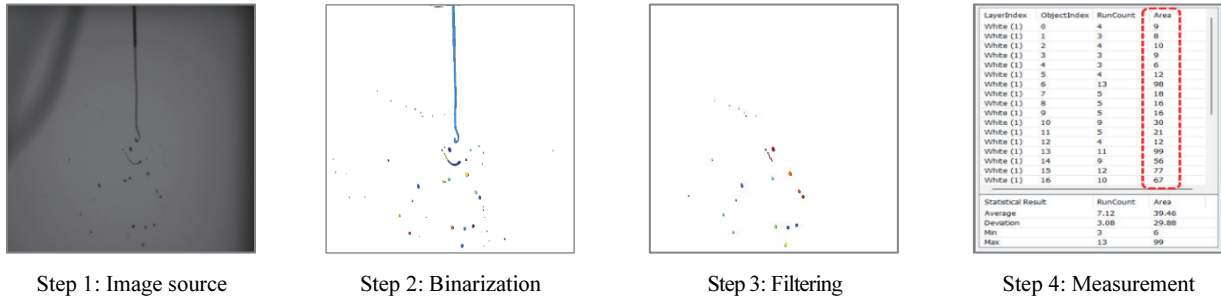 LayerIndex ObjectIndex RunCount Area
White (1) 0 4 9
White (1) 1 3 8
White (1) 2 4 10
White (1) 3 3 9
White (1) 4 3 6
White (1) 5 4 12
White (1) 6 13 98
White (1) 7 5 18
White (1) 8 5 16
White (1) 9 5 16
White (1) 10 9 30
White (1) 11 5 21
White (1) 12 4 12
White (1) 13 11 99
White (1) 14 9 56
White (1) 15 12 77
White (1) 16 10 67
Statistical Result RunCount Area
Average 7.12 39.46
Deviation 3.08 29.88
Min 3 6
Max 13 99
Step 1: Image source
Step 2: Binarization
Step 3: Filtering
Step 4: Measurement